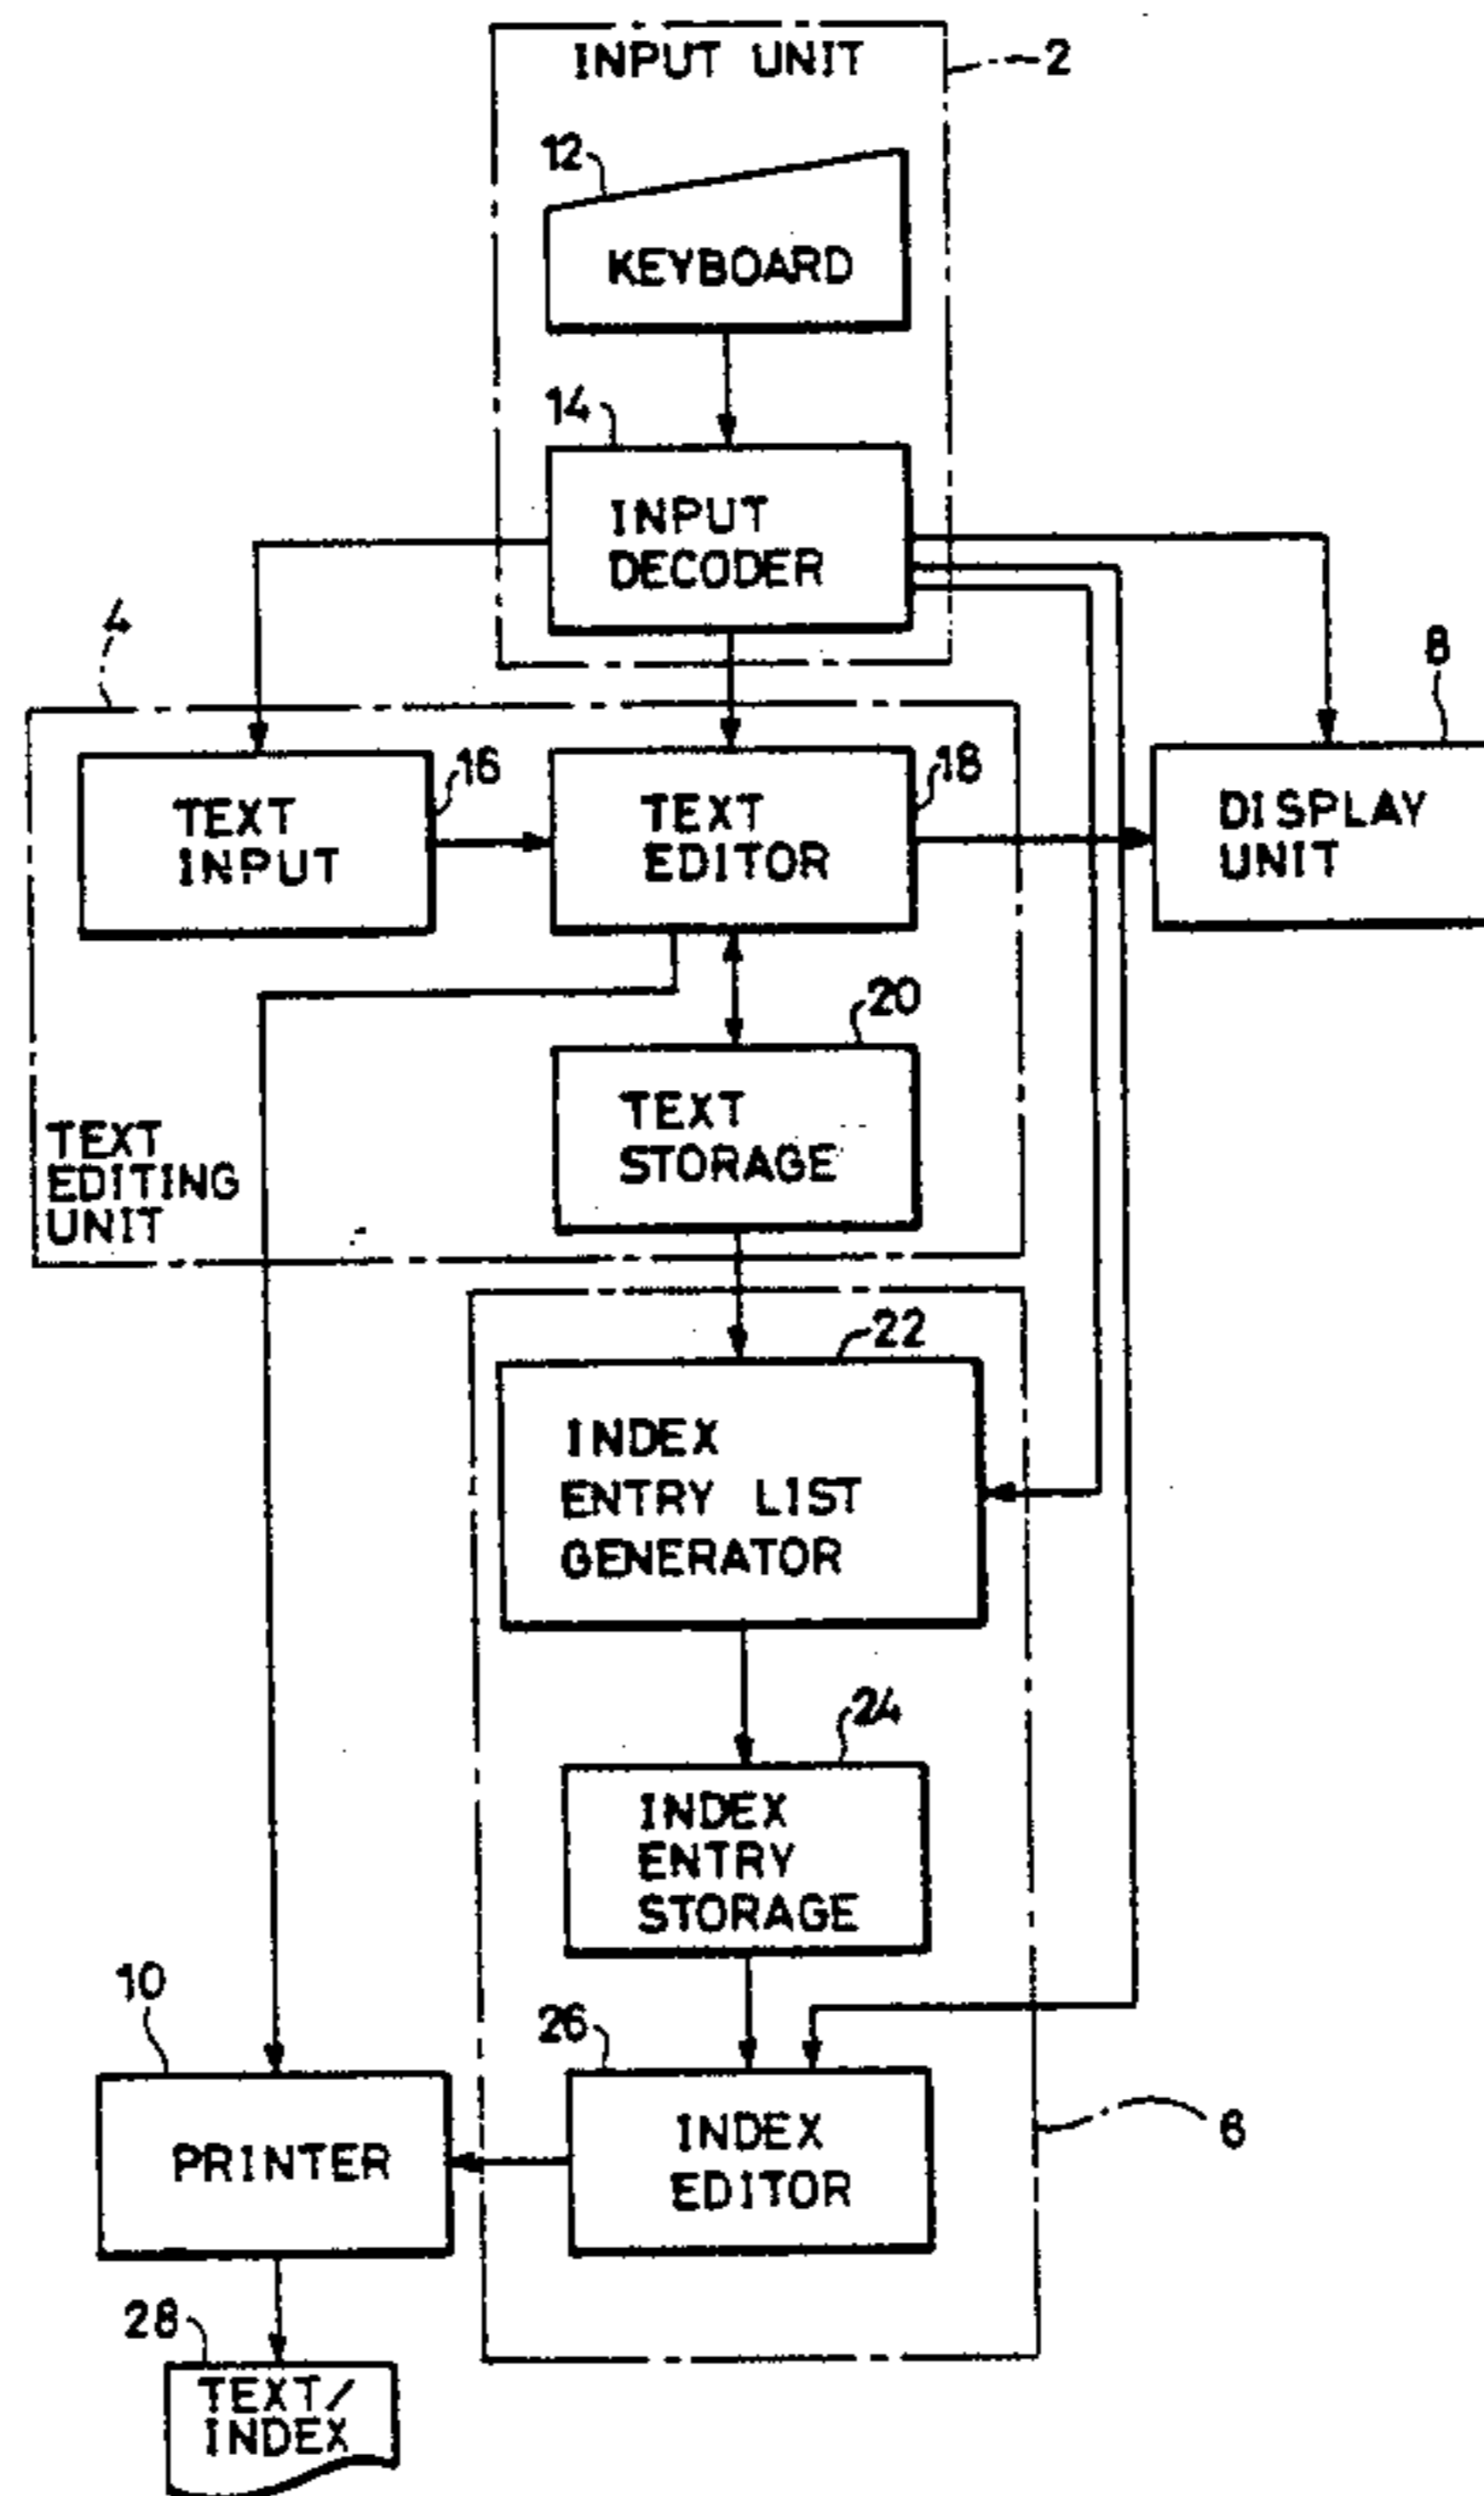 INPUT UNIT
2
12
KEYBOARD
14
INPUT
DECODER
4
8
16
TEXT
INPUT
18
TEXT
EDITOR
DISPLAY
UNIT
20
TEXT
STORAGE
TEXT
EDITING
UNIT
22
INDEX
ENTRY LIST
GENERATOR
24
INDEX
ENTRY
STORAGE
10
26
PRINTER
INDEX
EDITOR
6
28
TEXT/
INDEX